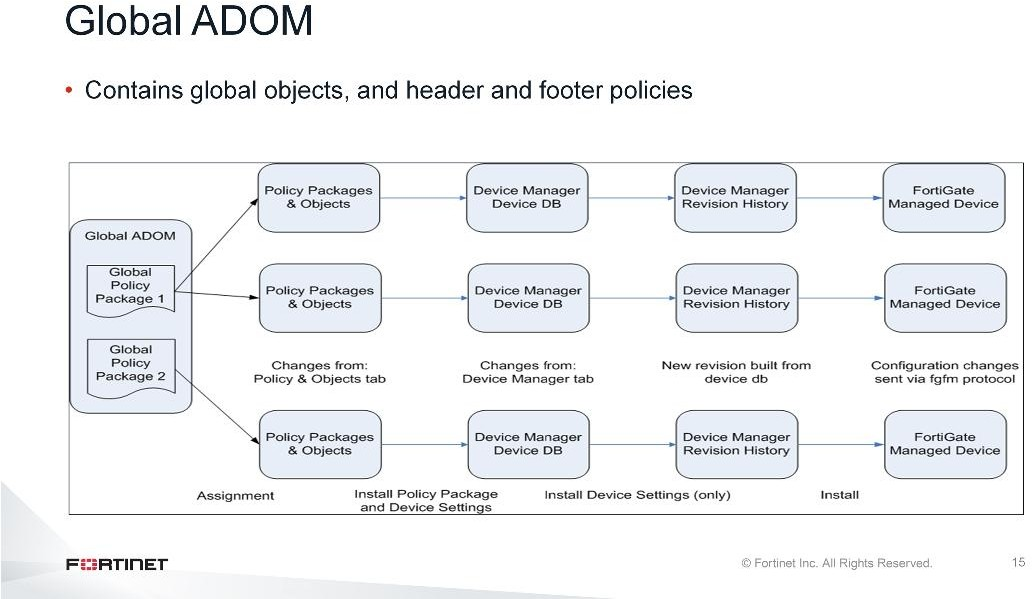 Global ADOM
• Contains global objects, and header and footer policies
Global ADOM
Global
Policy
Package 1
Global
Policy
Package 2
Policy Packages
& Objects
Device Manager
Device DB
Device Manager
Revision History
FortiGate
Managed Device
Policy Packages
& Objects
Device Manager
Device DB
Device Manager
Revision History
FortiGate
Managed Device
Changes from:
Policy & Objects tab
Changes from:
Device Manager tab
New revision built from
device db
Configuration changes
sent via fgfm protocol
Policy Packages
& Objects
Device Manager
Device DB
Device Manager
Revision History
FortiGate
Managed Device
Assignment
Install Policy Package
and Device Settings
Install Device Settings (only)
Install
FORTINET
© Fortinet Inc. All Rights Reserved.
15